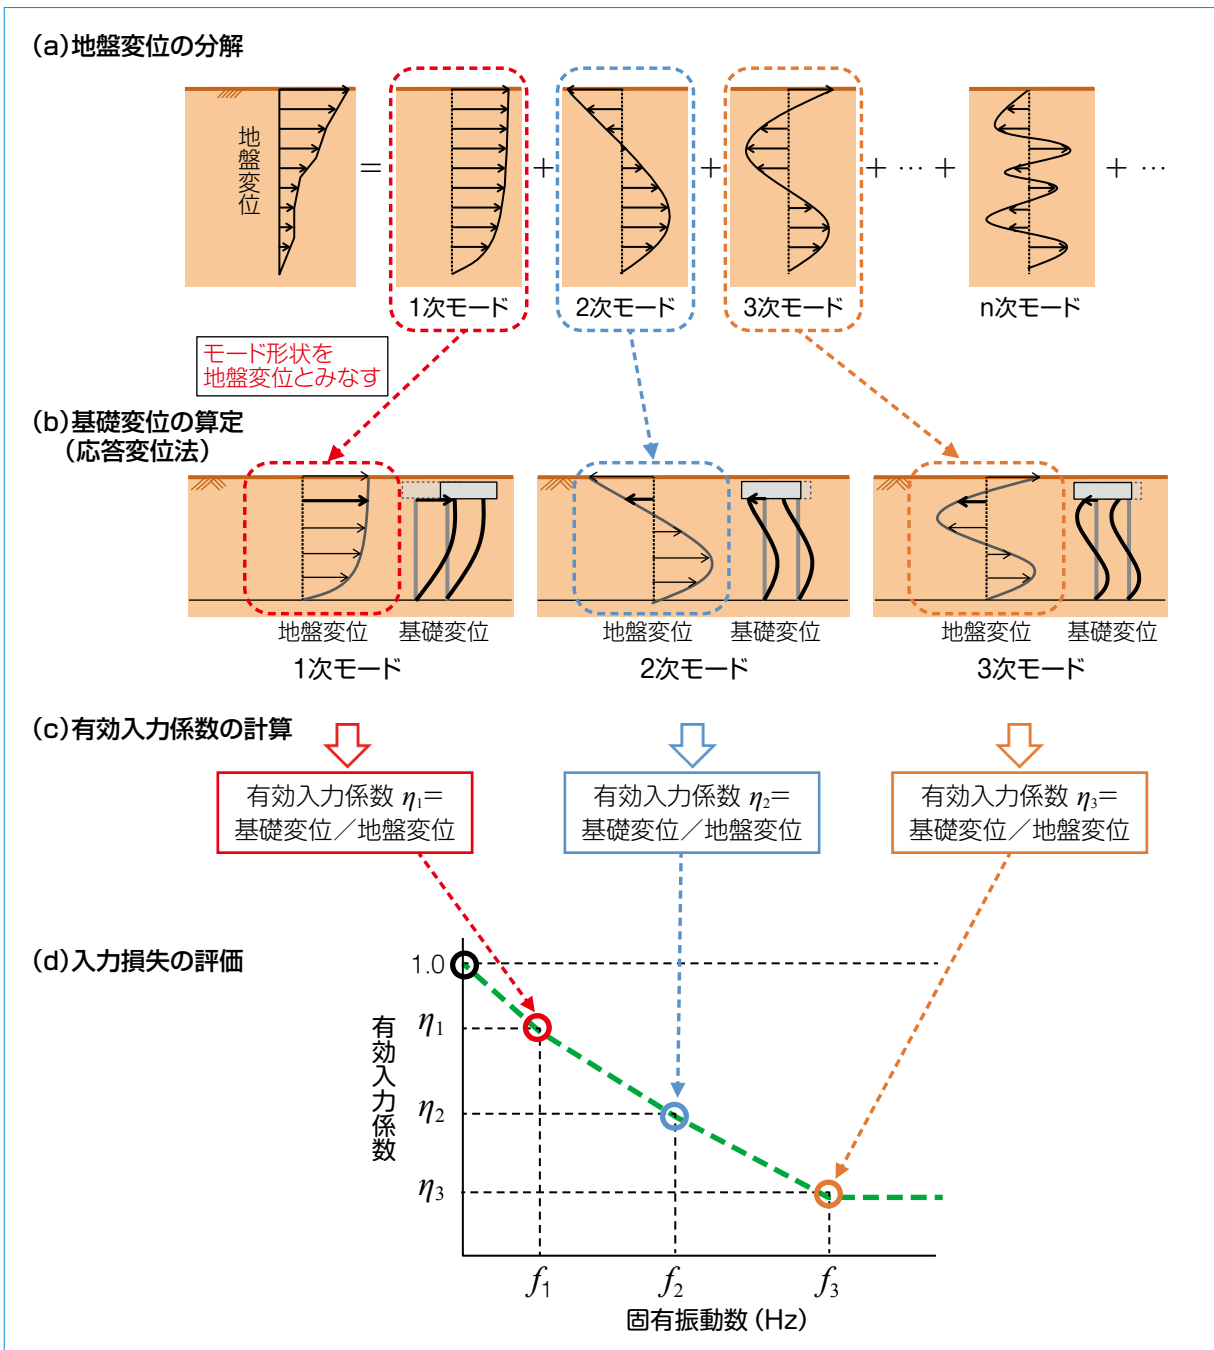 (a)地盤変位の分解
地盤変位
= + + + … + + …
1次モード 2次モード 3次モード n次モード
モード形状を
地盤変位とみなす
(b)基礎変位の算定
(応答変位法)
地盤変位 基礎変位 地盤変位 基礎変位 地盤変位 基礎変位
1次モード 2次モード 3次モード
(c)有効入力係数の計算
有効入力係数 η1=
基礎変位/地盤変位
有効入力係数 η2=
基礎変位/地盤変位
有効入力係数 η3=
基礎変位/地盤変位
(d)入力損失の評価
1.0
η1
η2
η3
有効入力係数
f1 f2 f3
固有振動数(Hz)